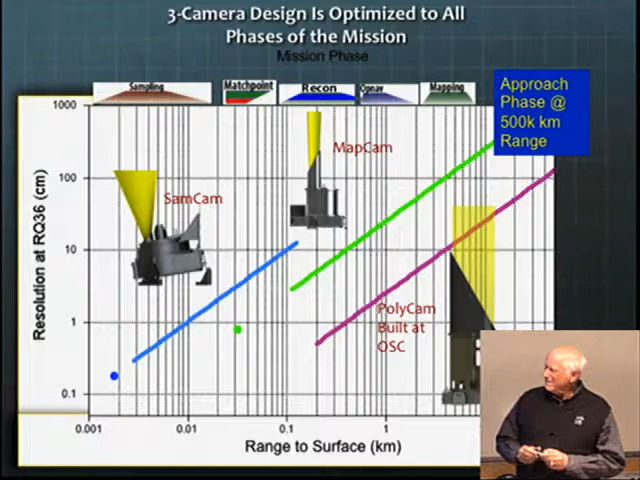 3-Camera Design Is Optimized to All
Phases of the Mission
Mission Phase
Sampling
Matchpoint
Recon
Opnav
Mapping
Approach
Phase @
500k km
Range
1000
100
10
1
0.1
Resolution at RQ36 (cm)
SamCam
MapCam
PolyCam
Built at
OSC
0.001
0.01
0.1
1
Range to Surface (km)